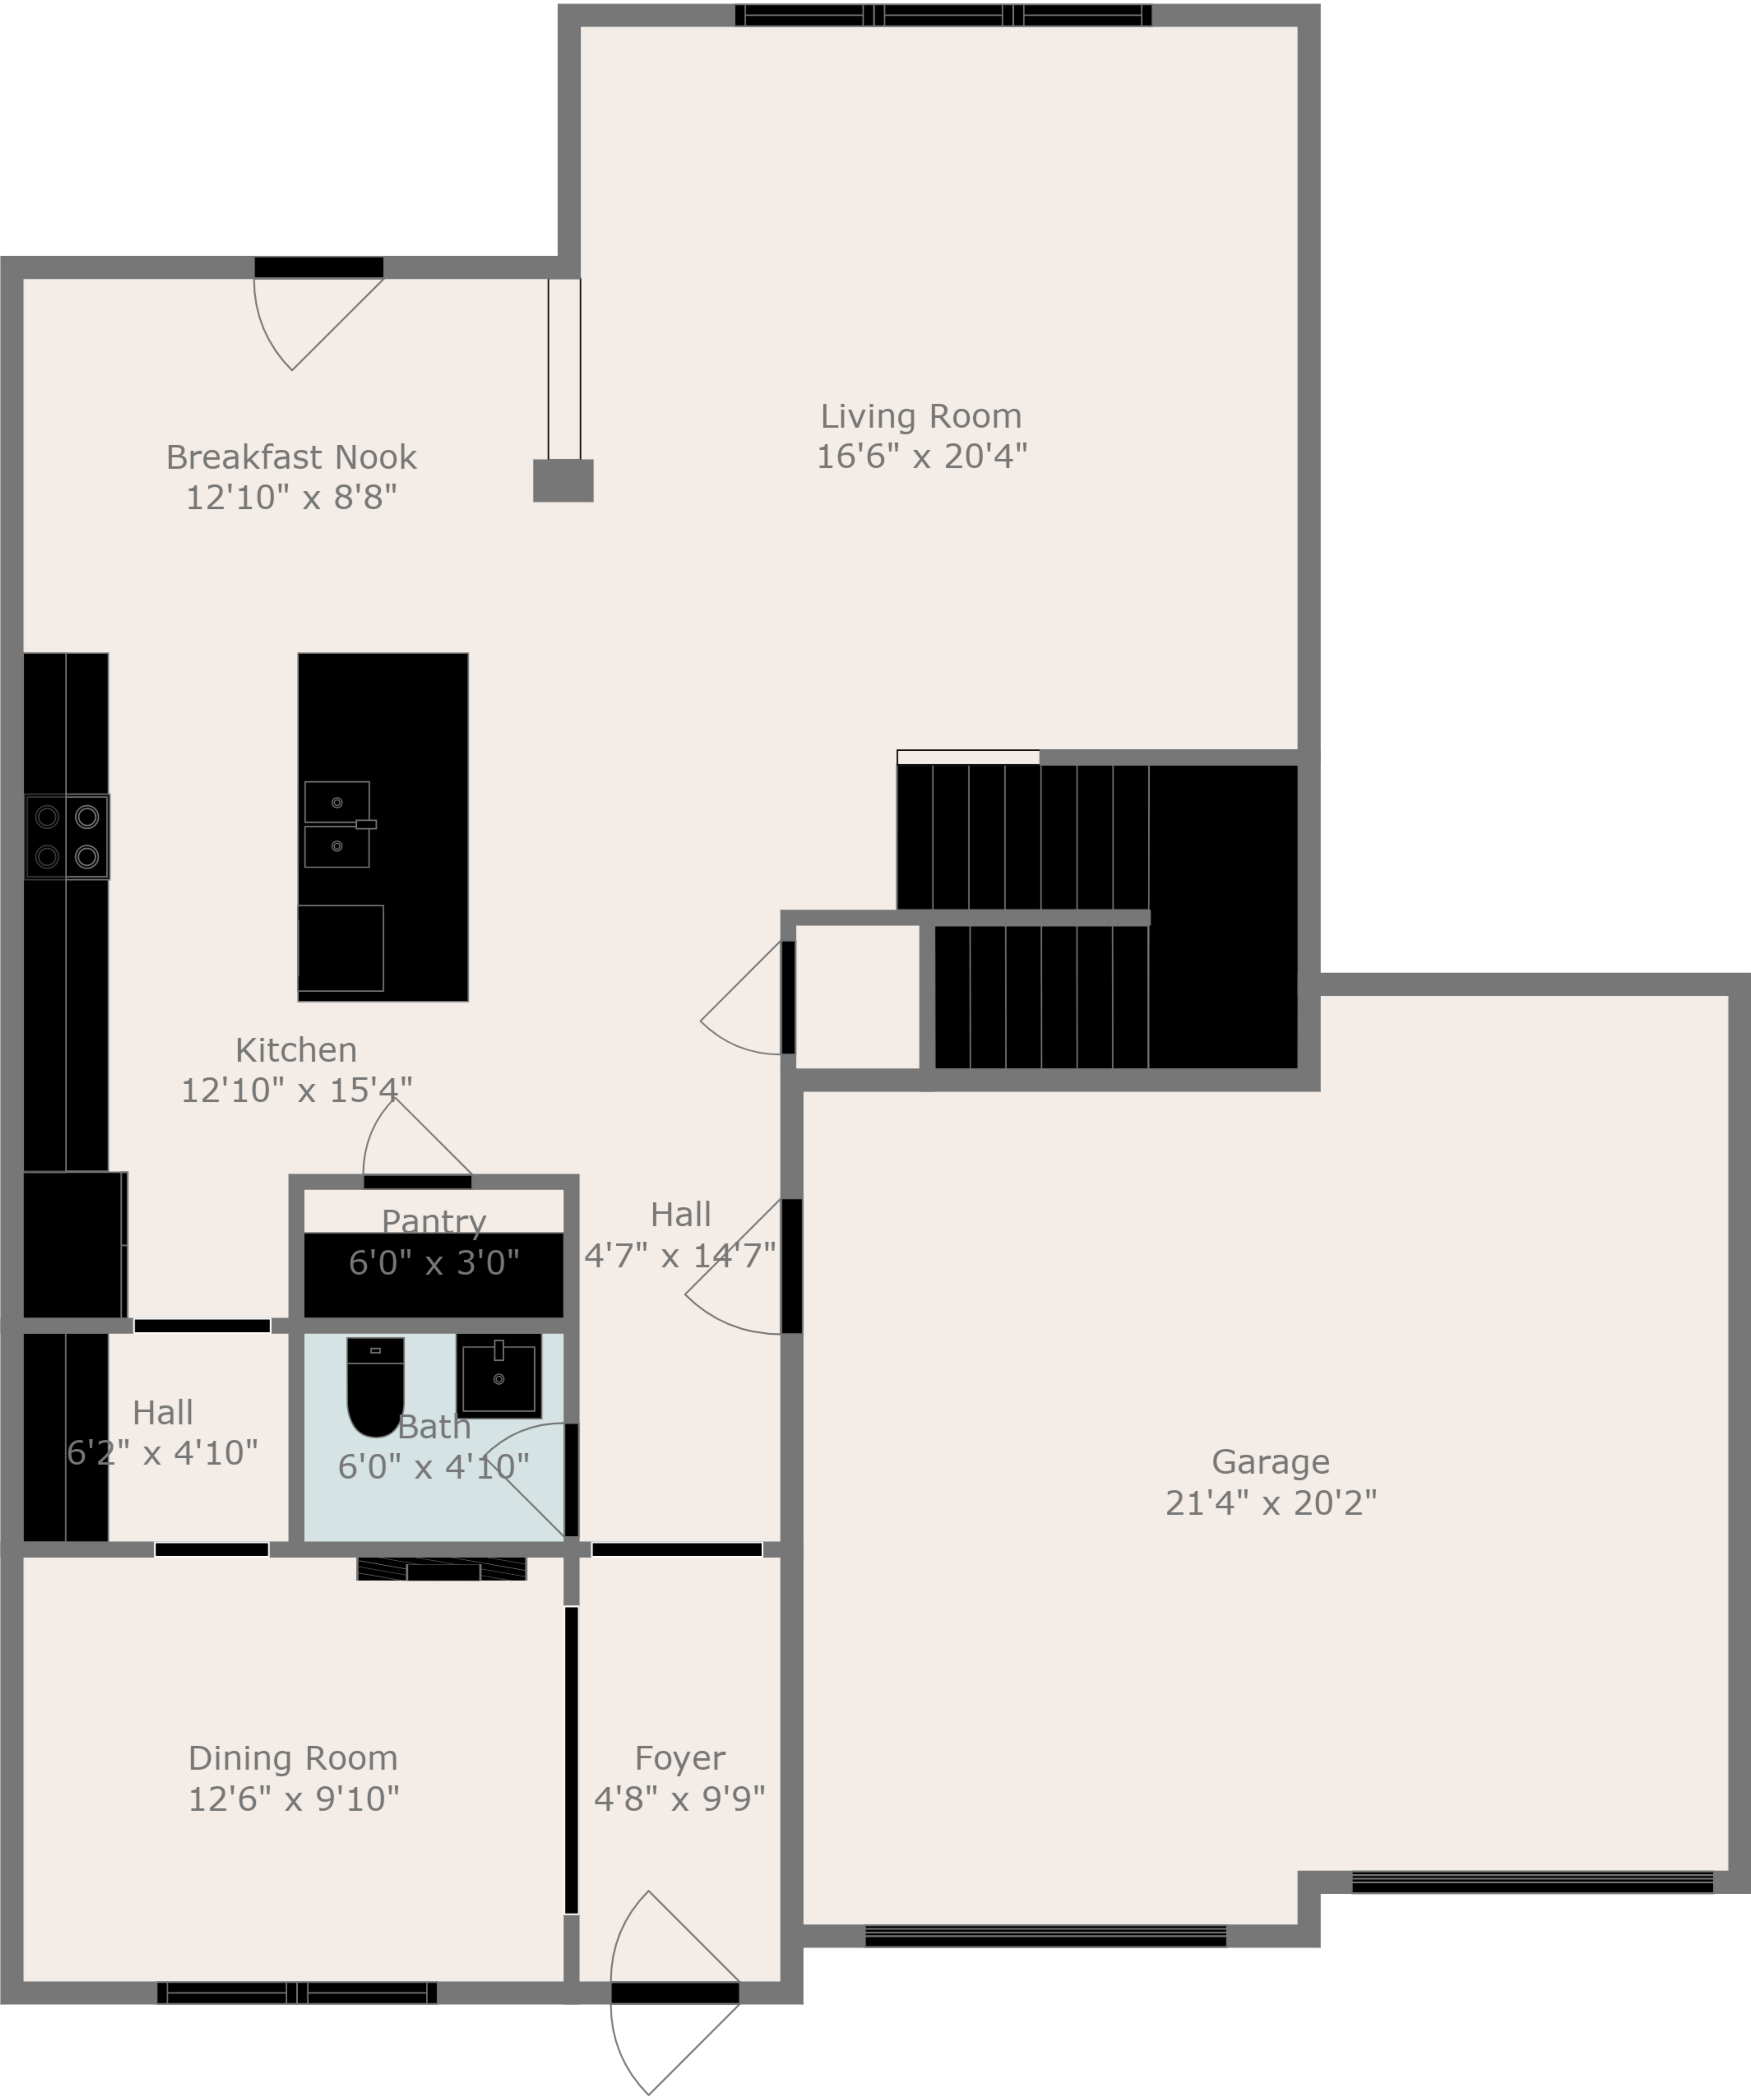 Living Room
16'6" x 20'4"
Breakfast Nook
12'10" x 8'8"
Kitchen
12'10" x 15'4"
Pantry
6'0" x 3'0"
Hall
4'7" x 14'7"
Hall
6'2" x 4'10"
Bath
6'0" x 4'10"
Garage
21'4" x 20'2"
Dining Room
12'6" x 9'10"
Foyer
4'8" x 9'9"